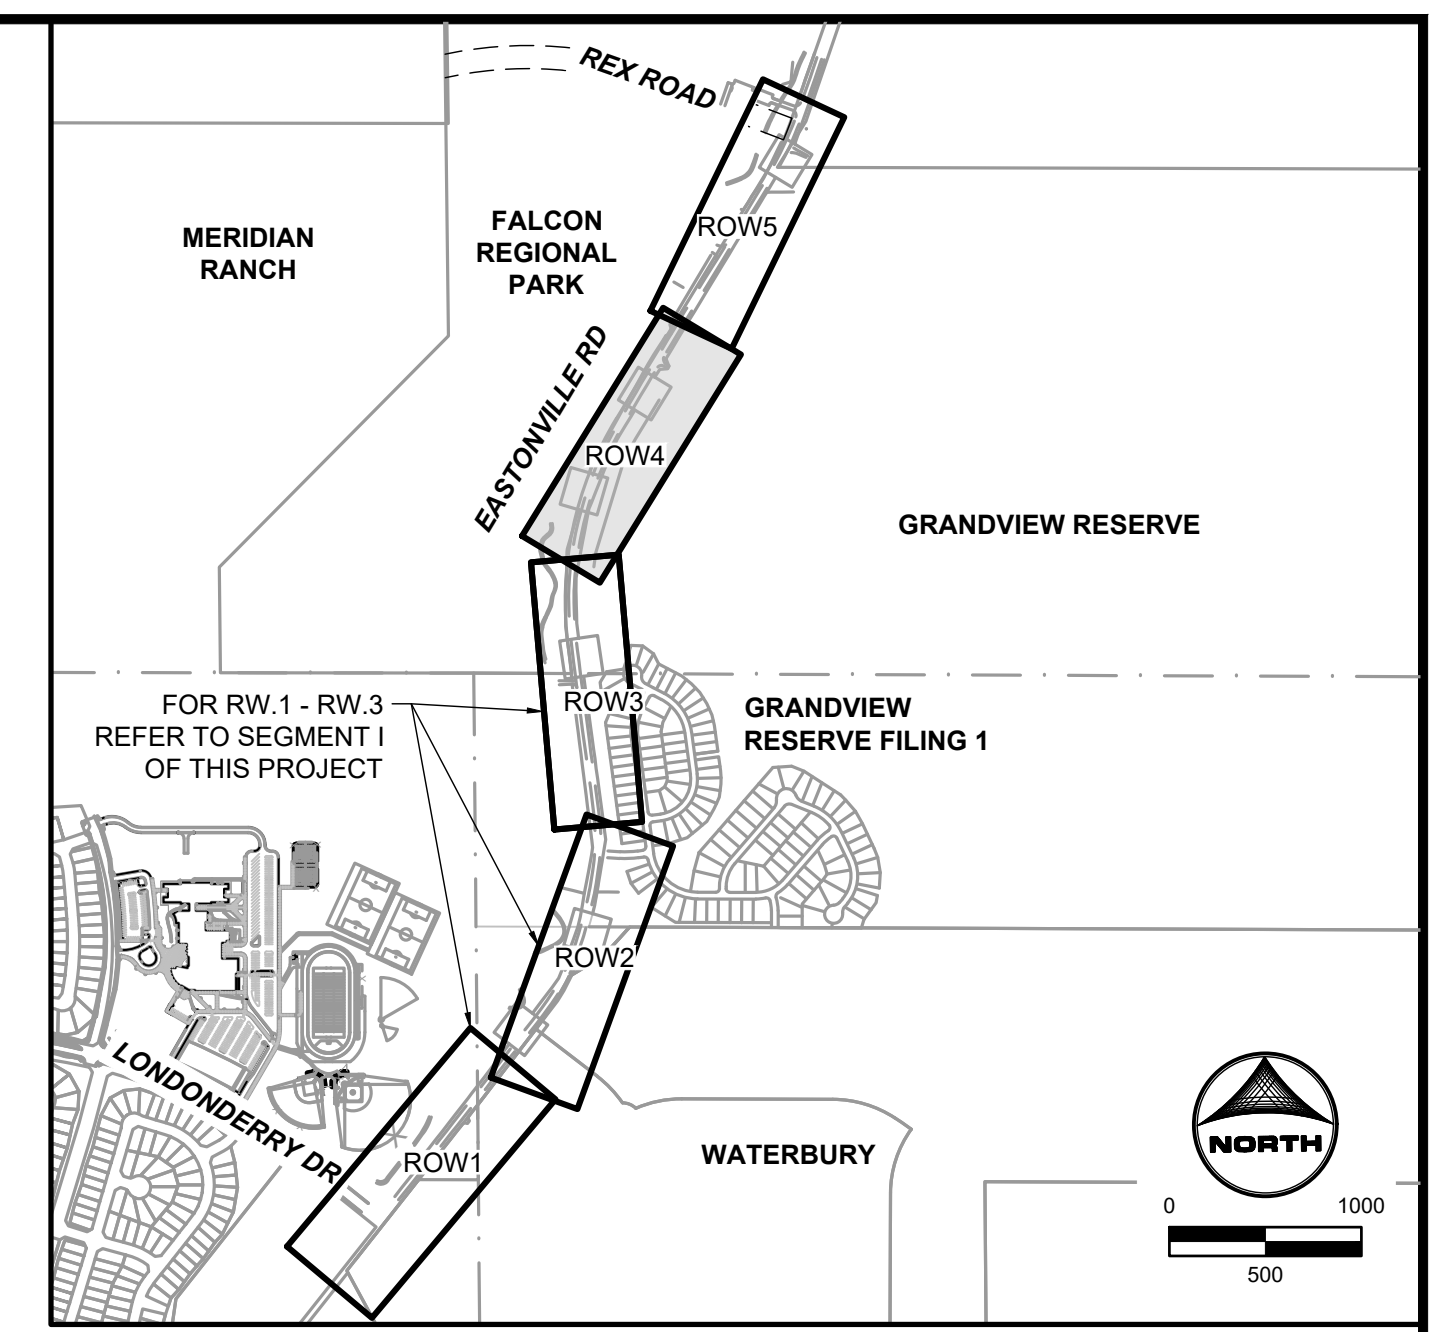 REX ROAD
MERIDIAN
RANCH
FALCON
REGIONAL
PARK
ROW5
EASTONVILLE RD
ROW4
GRANDVIEW RESERVE
FOR RW.1 - RW.3
REFER TO SEGMENT I
OF THIS PROJECT
ROW3
GRANDVIEW
RESERVE FILING 1
ROW2
LONDONDERRY DR
ROW1
WATERBURY
NORTH
0 1000
500